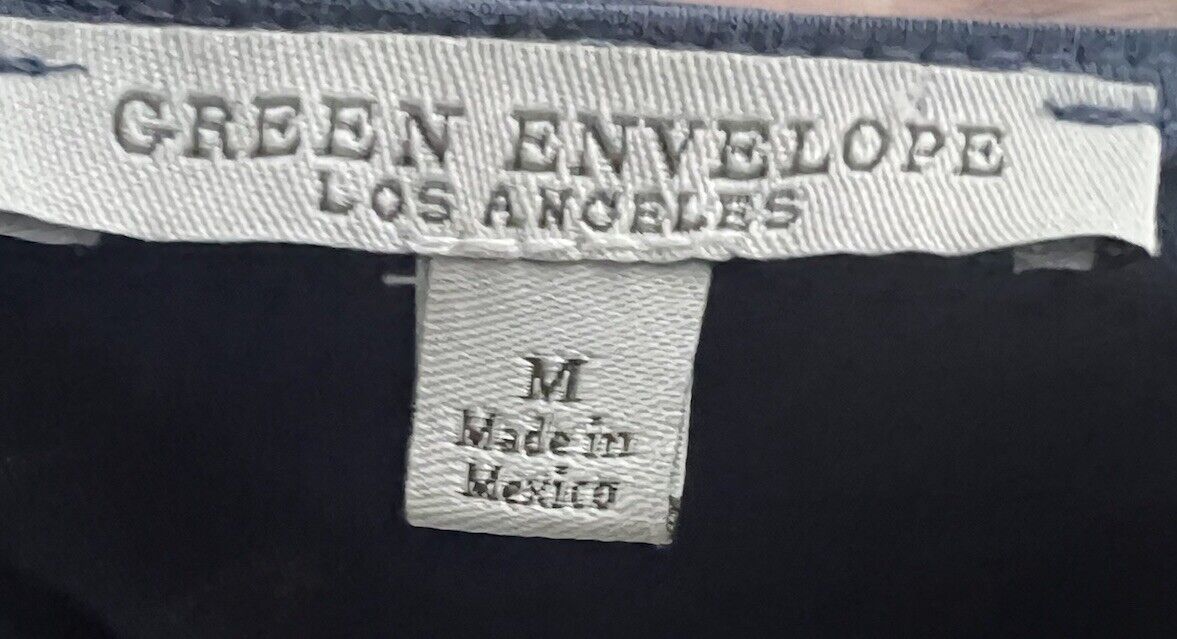 GREEN ENVELOPE
LOS ANGELES
M
Made in
Mexico